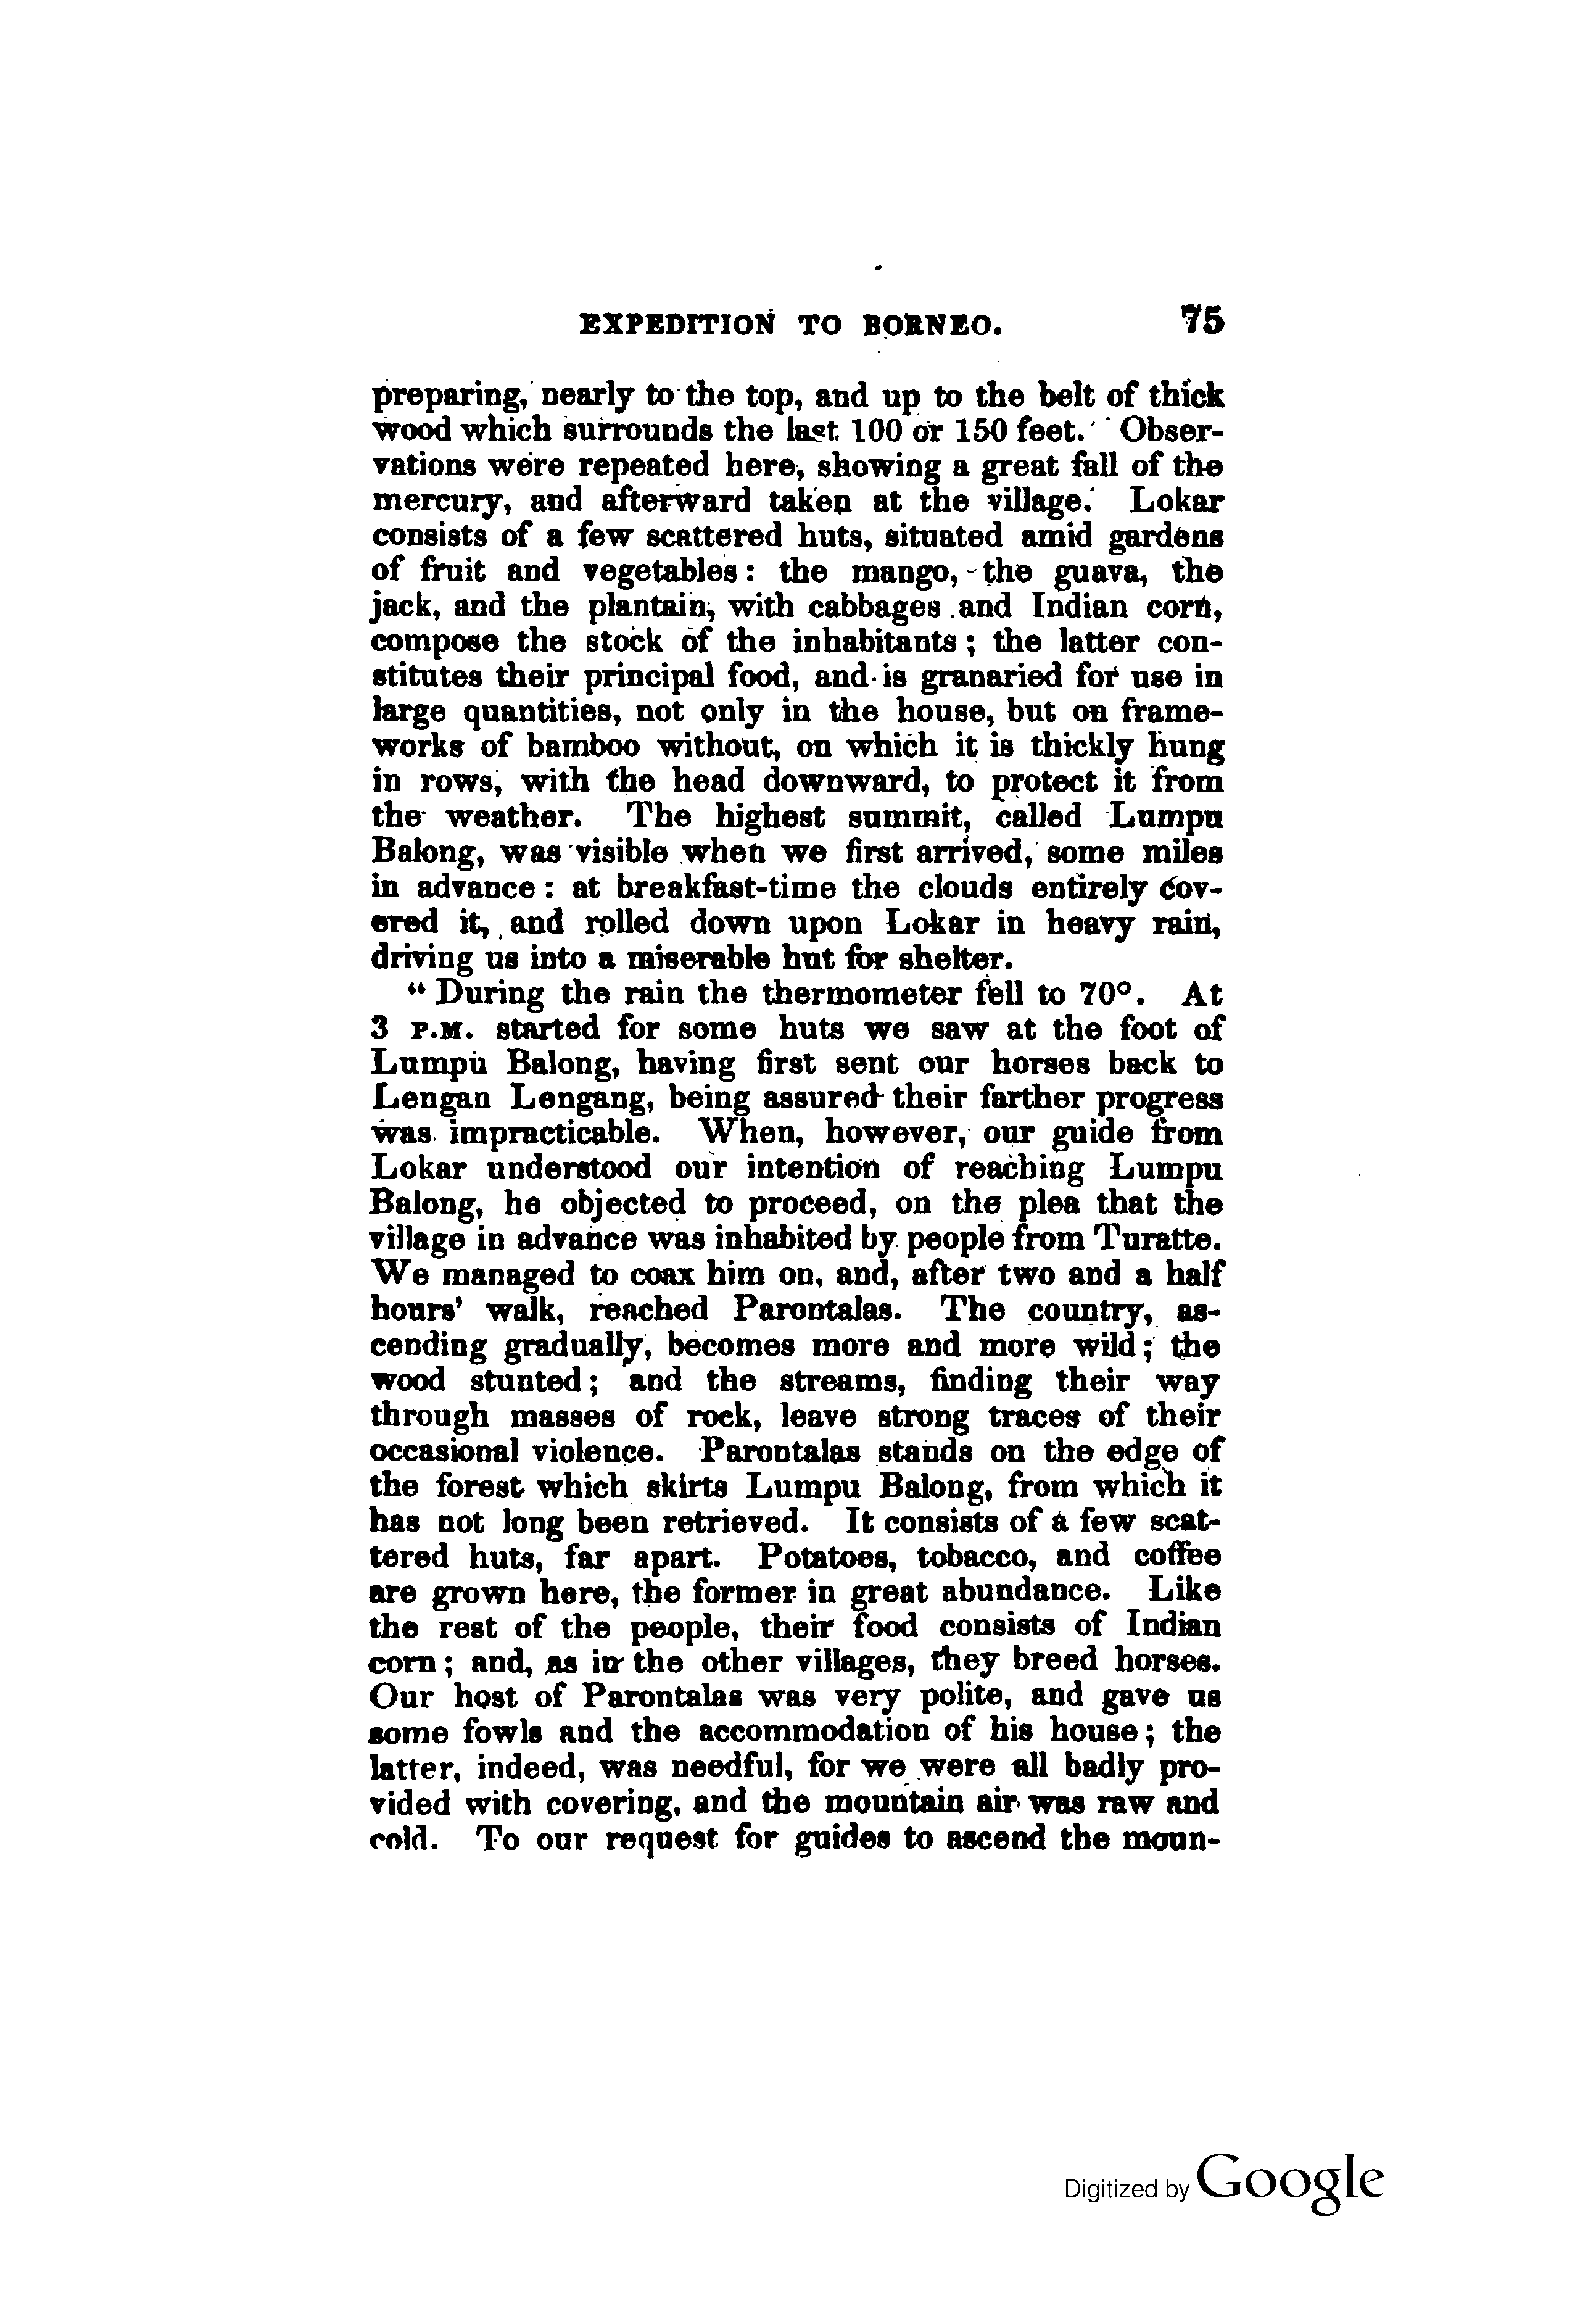 EXPEDITION TO BORNEO. 75
preparing, nearly to the top, and up to the belt of thick
wood which surrounds the last 100 or 150 feet. Obser-
vations were repeated here, showing a great fall of the
mercury, and afterward taken at the village. Lokar
consists of a few scattered huts, situated amid gardens
of fruit and vegetables: the mango, the guava, the
jack, and the plantain, with cabbages and Indian corn,
compose the stock of the inhabitants; the latter con-
stitutes their principal food, and is granaried for use in
large quantities, not only in the house, but on frame-
works of bamboo without, on which it is thickly hung
in rows, with the head downward, to protect it from
the weather. The highest summit, called Lumpu
Balong, was visible when we first arrived, some miles
in advance: at breakfast-time the clouds entirely cov-
ered it, and rolled down upon Lokar in heavy rain,
driving us into a miserable hut for shelter.
"During the rain the thermometer fell to 70°. At
3 P.M. started for some huts we saw at the foot of
Lumpu Balong, having first sent our horses back to
Lengan Lengang, being assured their farther progress
was impracticable. When, however, our guide from
Lokar understood our intention of reaching Lumpu
Balong, he objected to proceed, on the plea that the
village in advance was inhabited by people from Turatte.
We managed to coax him on, and, after two and a half
hours' walk, reached Parontalas. The country, as-
cending gradually, becomes more and more wild; the
wood stunted; and the streams, finding their way
through masses of rock, leave strong traces of their
occasional violence. Parontalas stands on the edge of
the forest which skirts Lumpu Balong, from which it
has not long been retrieved. It consists of a few scat-
tered huts, far apart. Potatoes, tobacco, and coffee
are grown here, the former in great abundance. Like
the rest of the people, their food consists of Indian
corn; and, as in the other villages, they breed horses.
Our host of Parontalas was very polite, and gave us
some fowls and the accommodation of his house; the
latter, indeed, was needful, for we were all badly pro-
vided with covering, and the mountain air was raw and
cold. To our request for guides to ascend the moun-
Digitized by Google